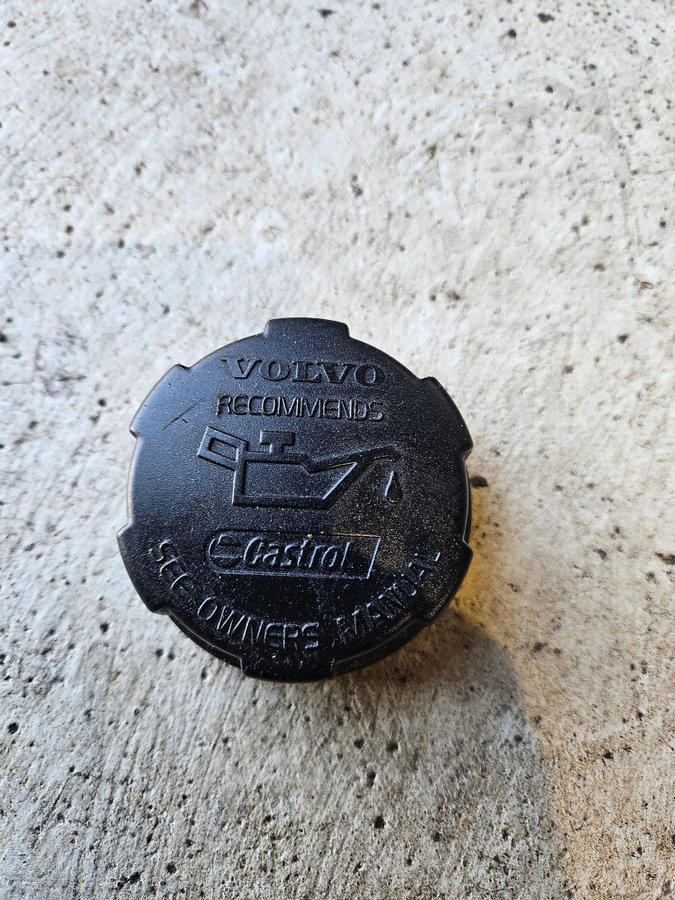 VOLVO
RECOMMENDS
Castrol
SEE OWNERS MANUAL